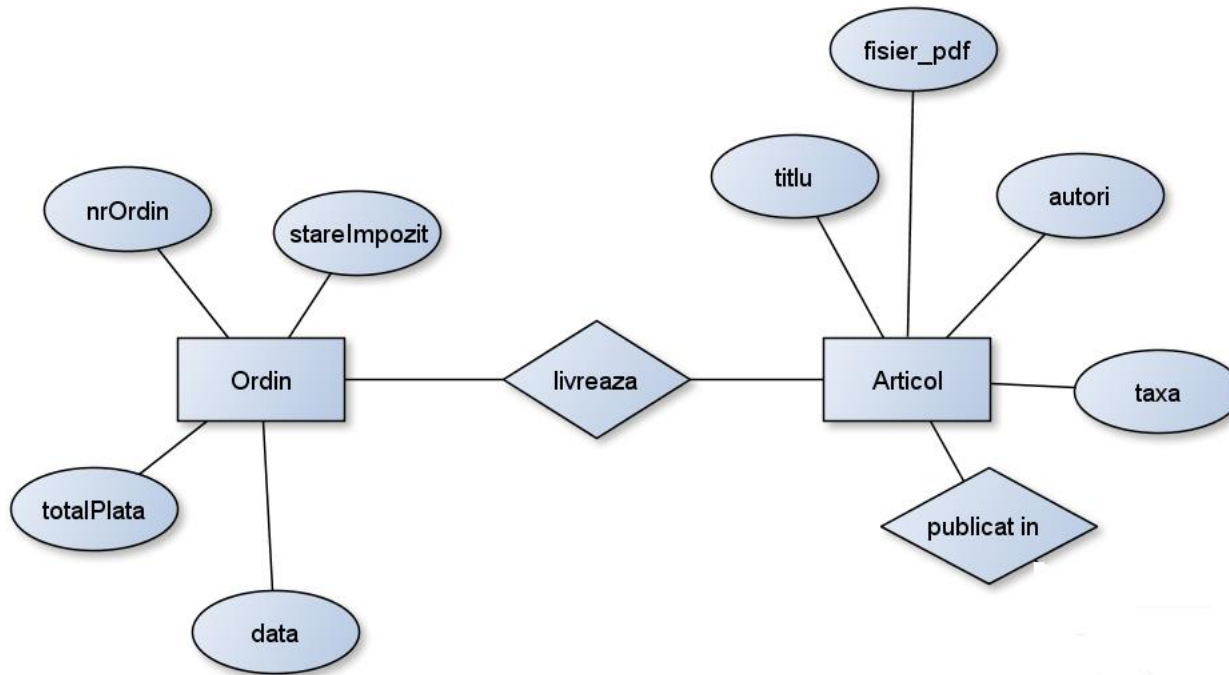 fisier_pdf
titlu
autori
nrOrdin
stareImpozit
Ordin
livreaza
Articol
taxa
totalPlata
publicat in
data